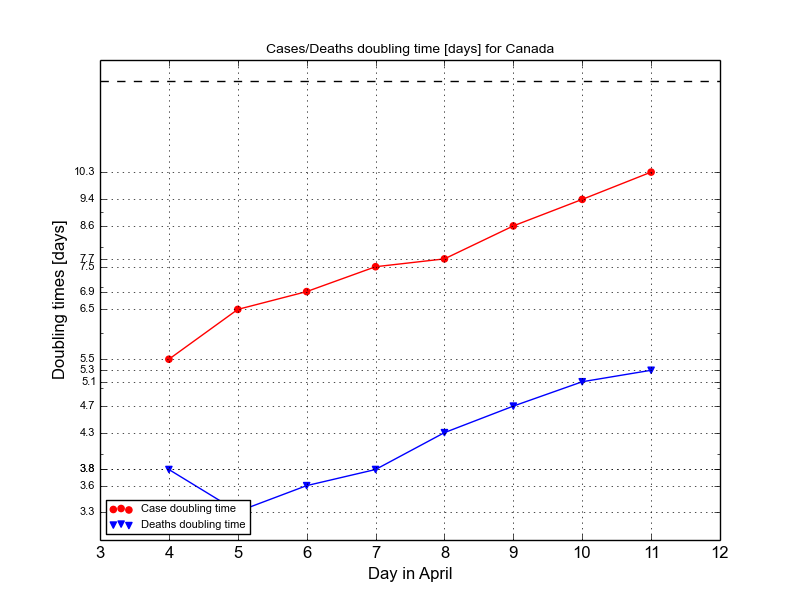 Cases/Deaths doubling time [days] for Canada
Doubling times [days]
10.3
9.4
8.6
7.7
7.5
6.9
6.5
5.5
5.3
5.1
4.7
4.3
3.8
3.6
3.3
Case doubling time
Deaths doubling time
3 4 5 6 7 8 9 10 11 12
Day in April